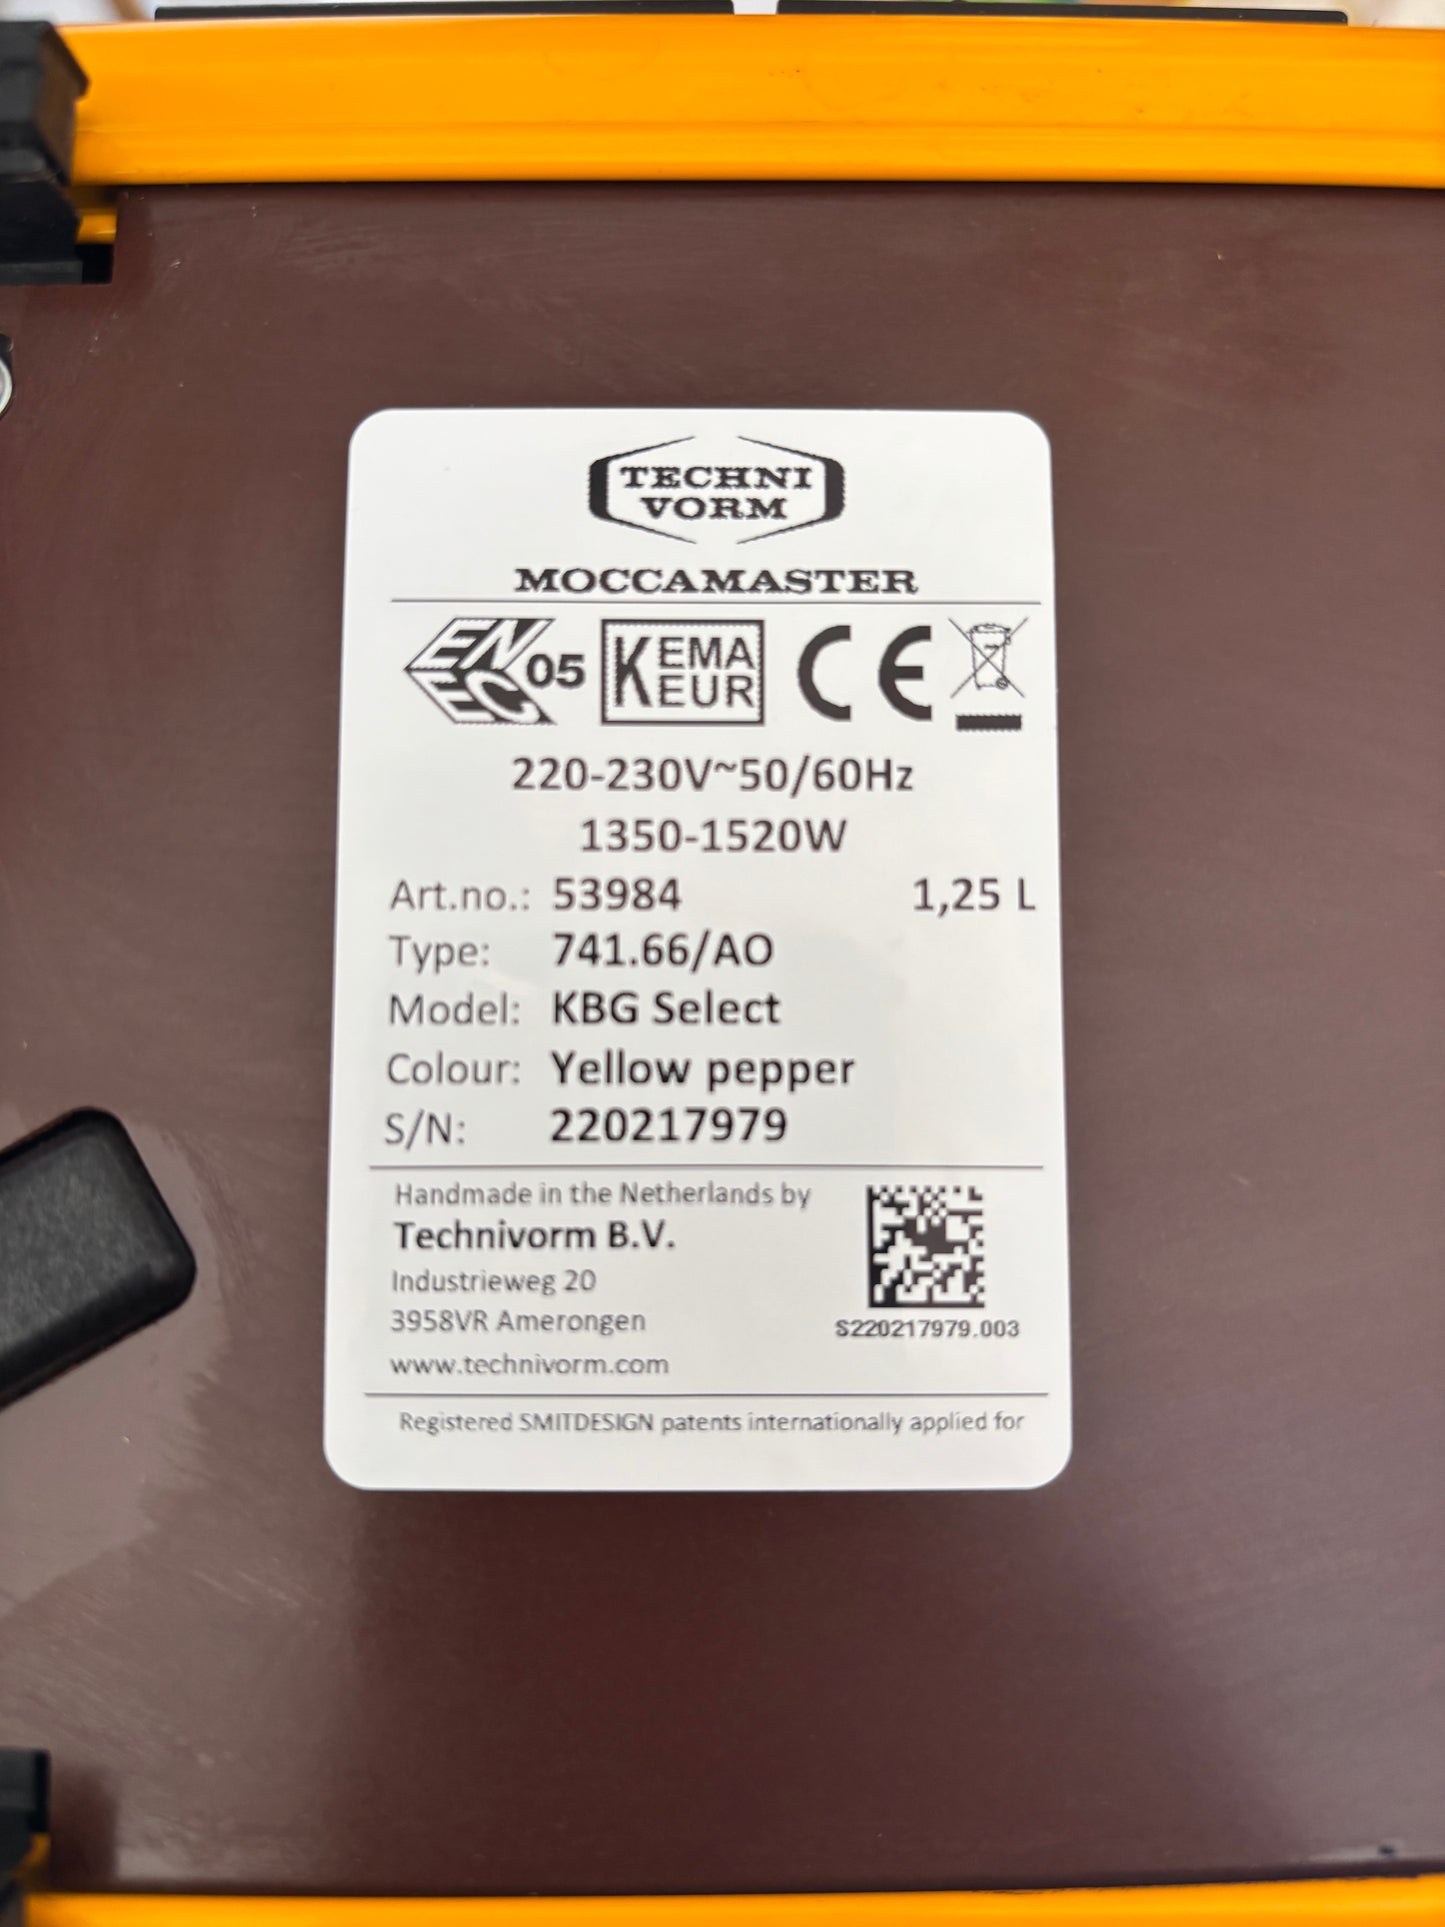 TECHNI
VORM
MOCCAMASTER
EN
EC
05
KEMA
EUR
CE
220-230V~50/60Hz
1350-1520W
Art.no.: 53984 1,25 L
Type: 741.66/AO
Model: KBG Select
Colour: Yellow pepper
S/N: 220217979
Handmade in the Netherlands by
Technivorm B.V.
Industrieweg 20
3958VR Amerongen
www.technivorm.com
S220217979.003
Registered SMITDESIGN patents internationally applied for